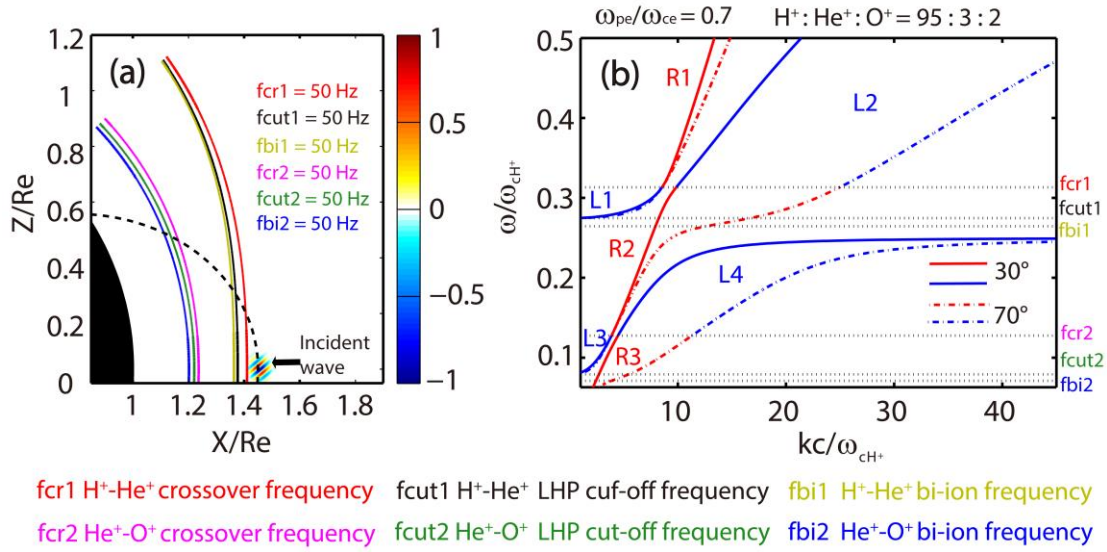 ωpe/ωce = 0.7
H⁺ : He⁺ : O⁺ = 95 : 3 : 2
(a)
fcr1 = 50 Hz
fcut1 = 50 Hz
fbi1 = 50 Hz
fcr2 = 50 Hz
fcut2 = 50 Hz
fbi2 = 50 Hz
Incident
wave
Z/Re
1.2
1
0.8
0.6
0.4
0.2
0
1
1.2
1.4
1.6
1.8
X/Re
1
0.5
0
−0.5
−1
(b)
R1
L2
L1
R2
L4
L3
R3
30°
70°
ω/ωcH⁺
0.5
0.4
0.3
0.2
0.1
10
20
30
40
kc/ωcH⁺
fcr1
fcut1
fbi1
fcr2
fcut2
fbi2
fcr1 H⁺-He⁺ crossover frequency
fcut1 H⁺-He⁺ LHP cuf-off frequency
fbi1 H⁺-He⁺ bi-ion frequency
fcr2 He⁺-O⁺ crossover frequency
fcut2 He⁺-O⁺ LHP cut-off frequency
fbi2 He⁺-O⁺ bi-ion frequency